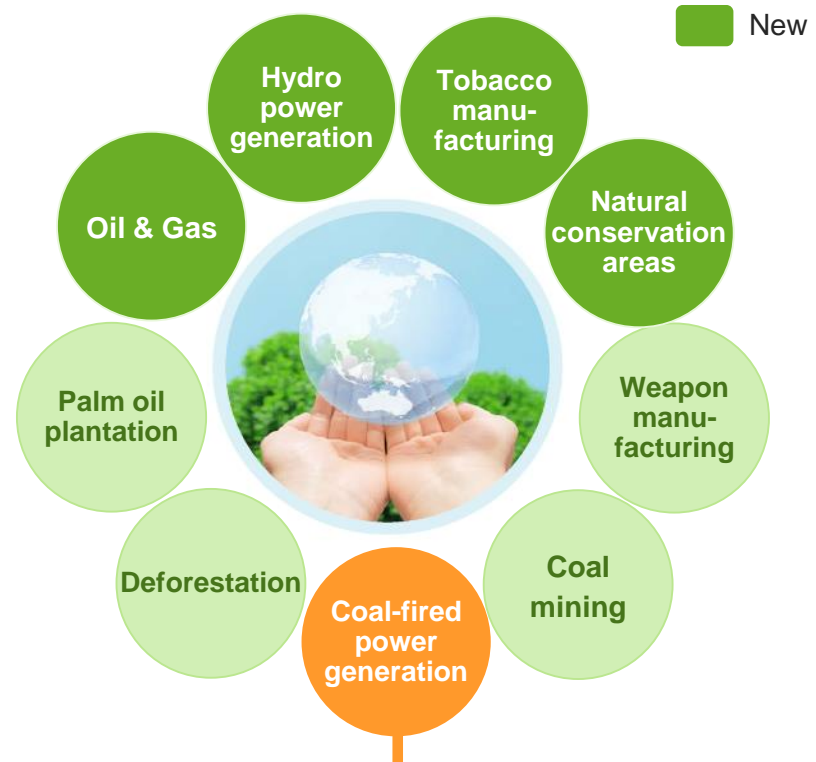 New
Hydro
power
generation
Tobacco
manu-
facturing
Oil & Gas
Natural
conservation
areas
Palm oil
plantation
Weapon
manu-
facturing
Deforestation
Coal
mining
Coal-fired
power
generation